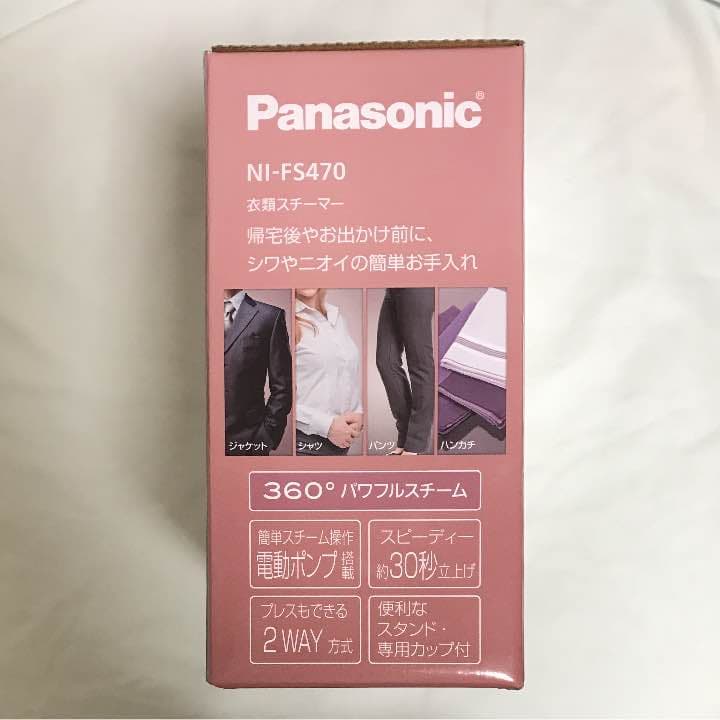 Panasonic®
NI-FS470
衣類スチーマー
帰宅後やお出かけ前に、
シワやニオイの簡単お手入れ
ジャケット
シャツ
パンツ
ハンカチ
360° パワフルスチーム
簡単スチーム操作
電動ポンプ搭載
スピーディー
約30秒立上げ
プレスもできる
2WAY方式
便利な
スタンド・
専用カップ付